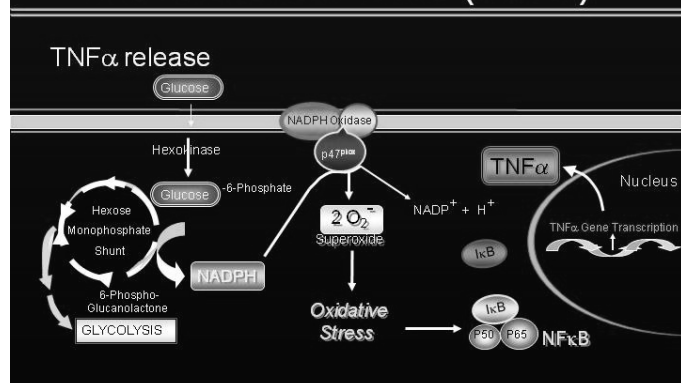 TNFα release
Glucose
NADPH Oxidase
Hexokinase
p47phox
Glucose -6-Phosphate
TNFα
Nucleus
Hexose
Monophosphate
Shunt
2 O₂⁻
Superoxide
NADP⁺ + H⁺
TNFα Gene Transcription
IκB
NADPH
6-Phospho-
Glucanolactone
GLYCOLYSIS
Oxidative
Stress
IκB
P50 P65 NFκB